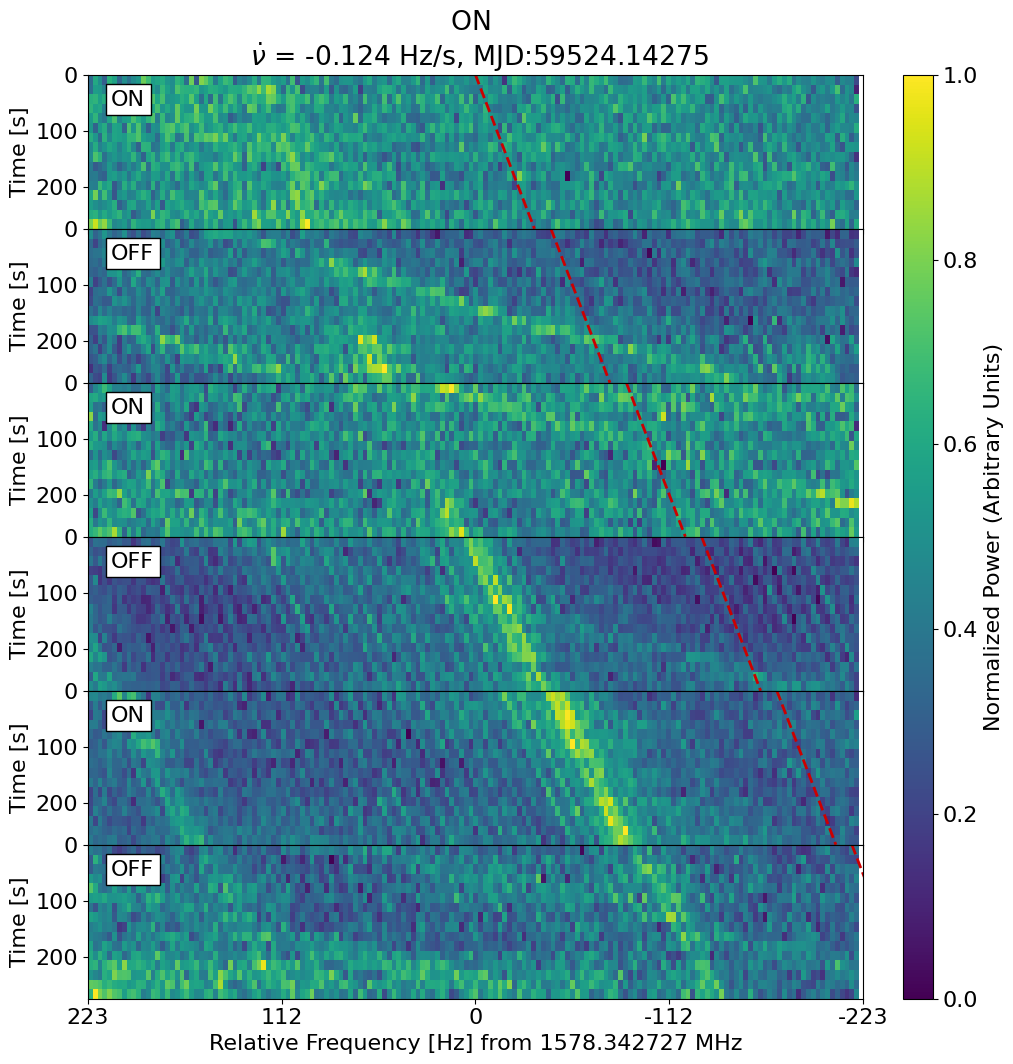 ON
ν̇ = -0.124 Hz/s, MJD:59524.14275
0
100
200
Time [s]
ON
0
100
200
Time [s]
OFF
0
100
200
Time [s]
ON
0
100
200
Time [s]
OFF
0
100
200
Time [s]
ON
0
100
200
Time [s]
OFF
223 112 0 -112 -223
Relative Frequency [Hz] from 1578.342727 MHz
1.0
0.8
0.6
0.4
0.2
0.0
Normalized Power (Arbitrary Units)